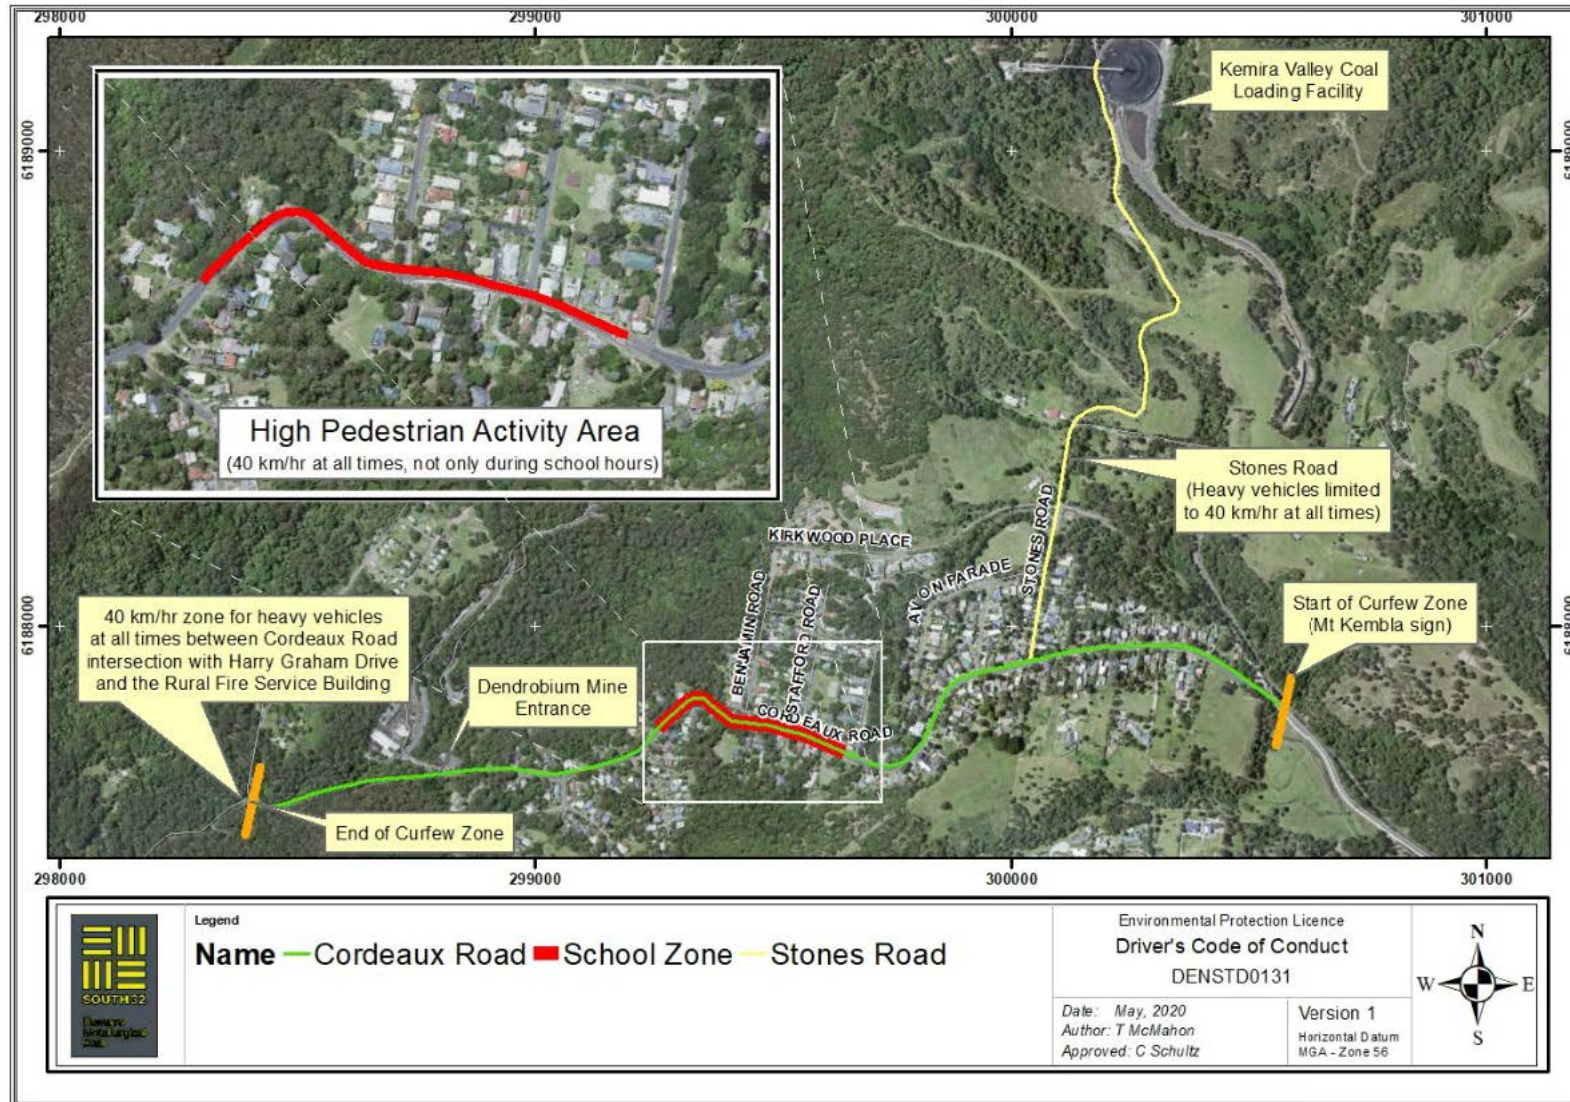 298000
299000
300000
301000
6189000
6189000
Kemira Valley Coal
Loading Facility
High Pedestrian Activity Area
(40 km/hr at all times, not only during school hours)
Stones Road
(Heavy vehicles limited
to 40 km/hr at all times)
KIRKWOOD PLACE
AVON PARADE
STONES ROAD
BENJAMIN ROAD
STAFFORD ROAD
CORDEAUX ROAD
6188000
6188000
40 km/hr zone for heavy vehicles
at all times between Cordeaux Road
intersection with Harry Graham Drive
and the Rural Fire Service Building
Start of Curfew Zone
(Mt Kembla sign)
Dendrobium Mine
Entrance
End of Curfew Zone
298000
299000
300000
301000
SOUTH32
Illawarra
Metallurgical
Coal
Legend
Name Cordeaux Road School Zone Stones Road
Environmental Protection Licence
Driver's Code of Conduct
DENSTD0131
Date: May, 2020
Author: T McMahon
Approved: C Schultz
Version 1
Horizontal Datum
MGA - Zone 56
N
W
E
S